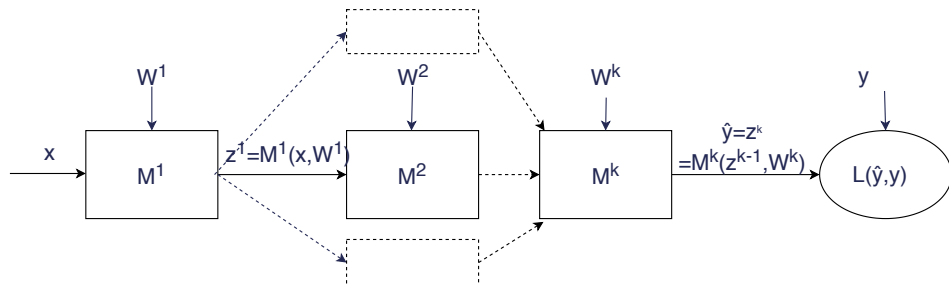 W¹
W²
Wᵏ
y
x
M¹
z¹=M¹(x,W¹)
M²
Mᵏ
ŷ=zᵏ
=Mᵏ(zᵏ⁻¹,Wᵏ)
L(ŷ,y)